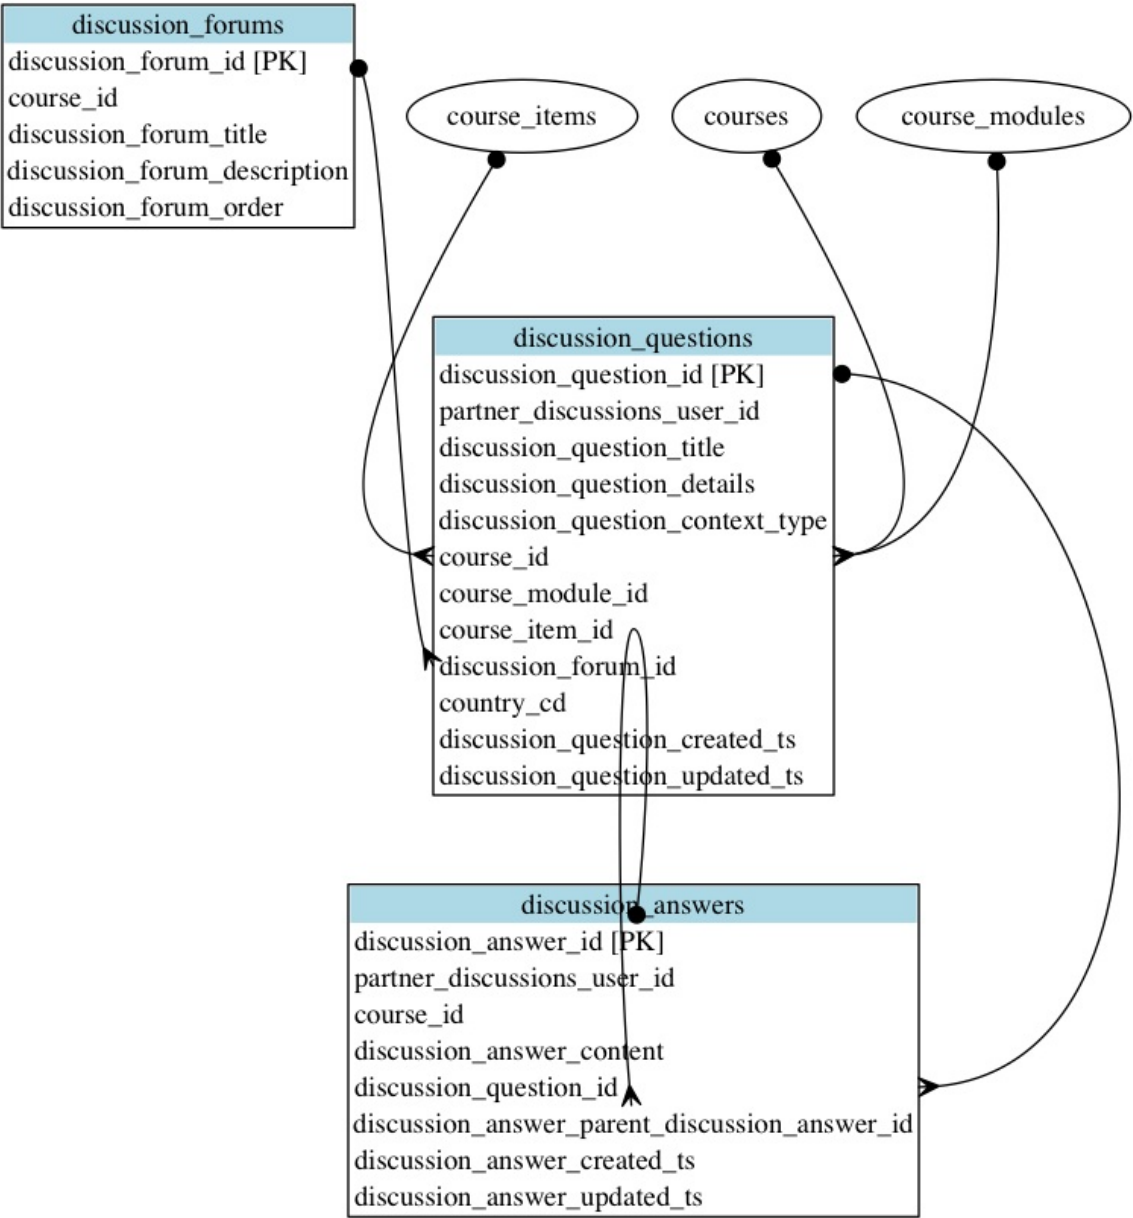 discussion_forums
discussion_forum_id [PK]
course_id
discussion_forum_title
discussion_forum_description
discussion_forum_order
course_items
courses
course_modules
discussion_questions
discussion_question_id [PK]
partner_discussions_user_id
discussion_question_title
discussion_question_details
discussion_question_context_type
course_id
course_module_id
course_item_id
discussion_forum_id
country_cd
discussion_question_created_ts
discussion_question_updated_ts
discussion_answers
discussion_answer_id [PK]
partner_discussions_user_id
course_id
discussion_answer_content
discussion_question_id
discussion_answer_parent_discussion_answer_id
discussion_answer_created_ts
discussion_answer_updated_ts